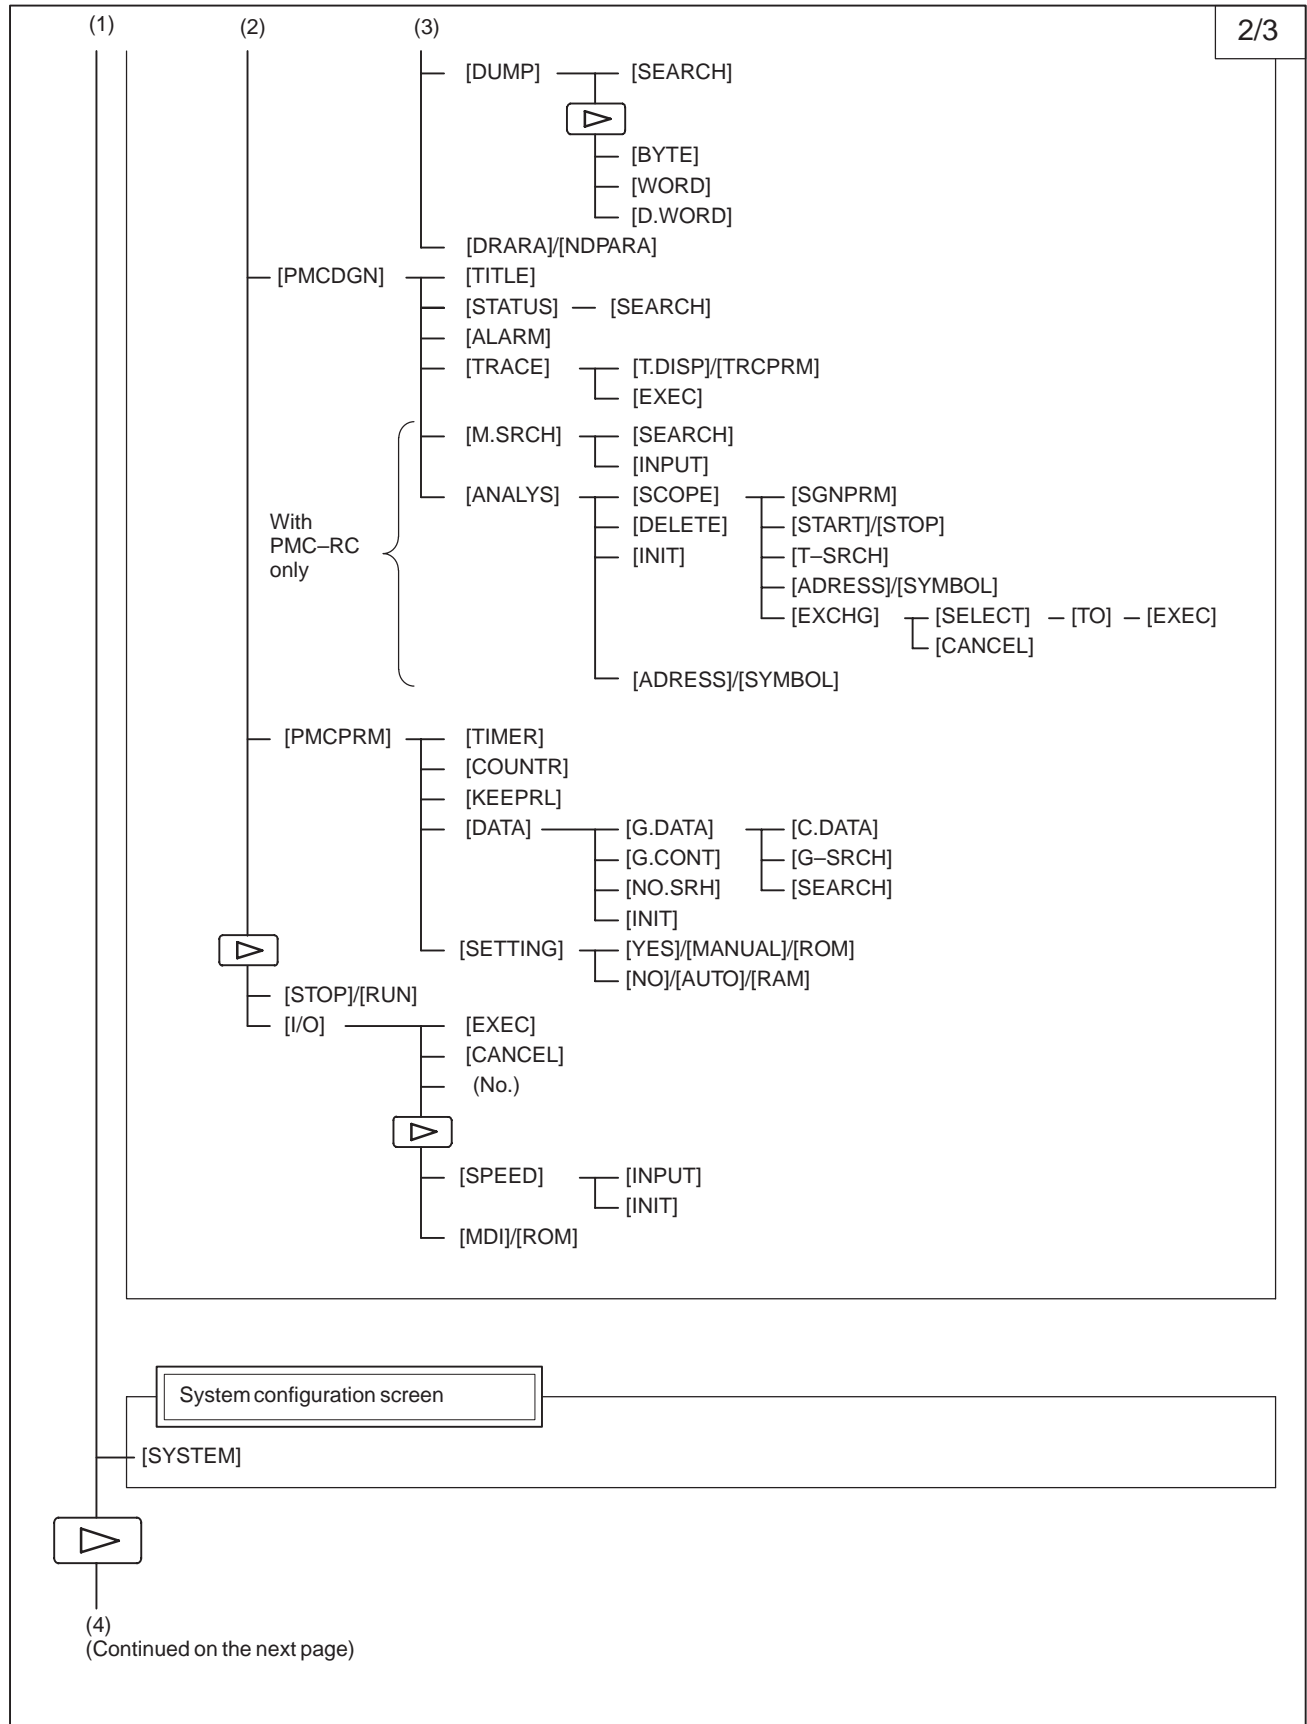 (1) (2) (3) 2/3
[DUMP] [SEARCH]
[BYTE]
[WORD]
[D.WORD]
[DRARA]/[NDPARA]
[PMCDGN] [TITLE]
[STATUS] [SEARCH]
[ALARM]
[TRACE] [T.DISP]/[TRCPRM]
[EXEC]
[M.SRCH] [SEARCH]
[INPUT]
[ANALYS] [SCOPE] [SGNPRM]
With
PMC–RC
only
[DELETE] [START]/[STOP]
[INIT] [T–SRCH]
[ADRESS]/[SYMBOL]
[EXCHG] [SELECT] [TO] [EXEC]
[CANCEL]
[ADRESS]/[SYMBOL]
[PMCPRM] [TIMER]
[COUNTR]
[KEEPRL]
[DATA] [G.DATA] [C.DATA]
[G.CONT] [G–SRCH]
[NO.SRH] [SEARCH]
[INIT]
[SETTING] [YES]/[MANUAL]/[ROM]
[NO]/[AUTO]/[RAM]
[STOP]/[RUN]
[I/O] [EXEC]
[CANCEL]
(No.)
[SPEED] [INPUT]
[INIT]
[MDI]/[ROM]
System configuration screen
[SYSTEM]
(4)
(Continued on the next page)